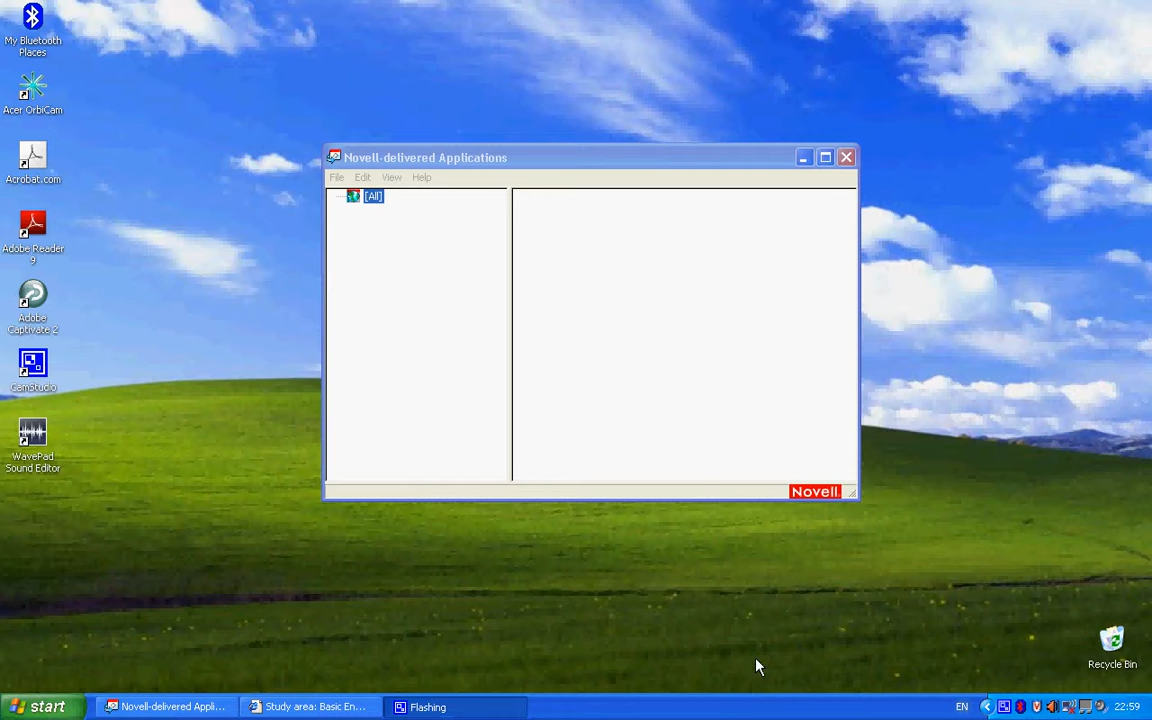 My Bluetooth
Places
Acer OrbiCam
Acrobat.com
Adobe Reader
9
Adobe
Captivate 2
CamStudio
WavePad
Sound Editor
Novell-delivered Applications
File Edit View Help
[All]
Novell.
Recycle Bin
start
Novell-delivered Appli...
Study area: Basic En...
Flashing
EN
22:59